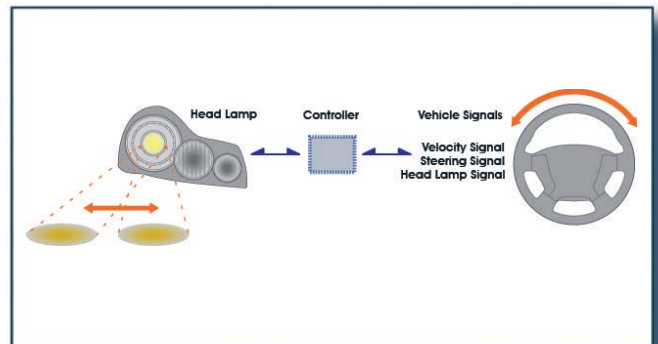 Head Lamp
Controller
Vehicle Signals
Velocity Signal
Steering Signal
Head Lamp Signal